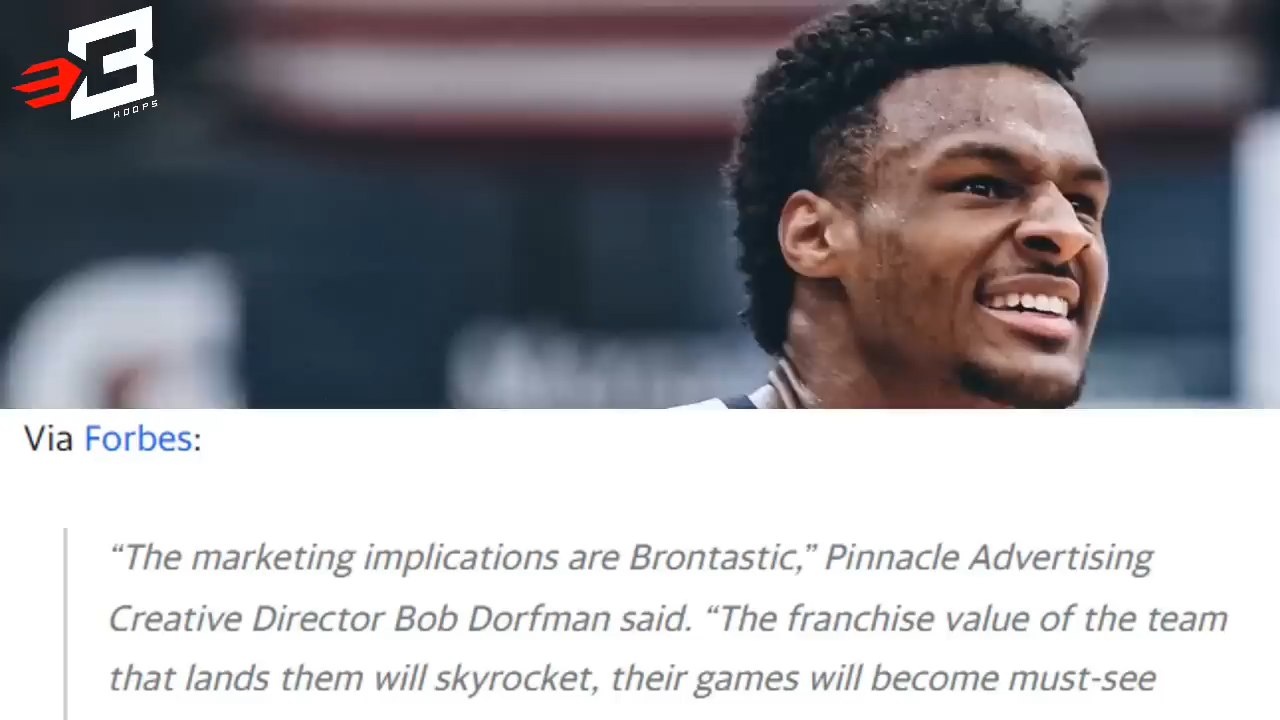 B
HOOPS
Via Forbes:
“The marketing implications are Brontastic,” Pinnacle Advertising
Creative Director Bob Dorfman said. “The franchise value of the team
that lands them will skyrocket, their games will become must-see